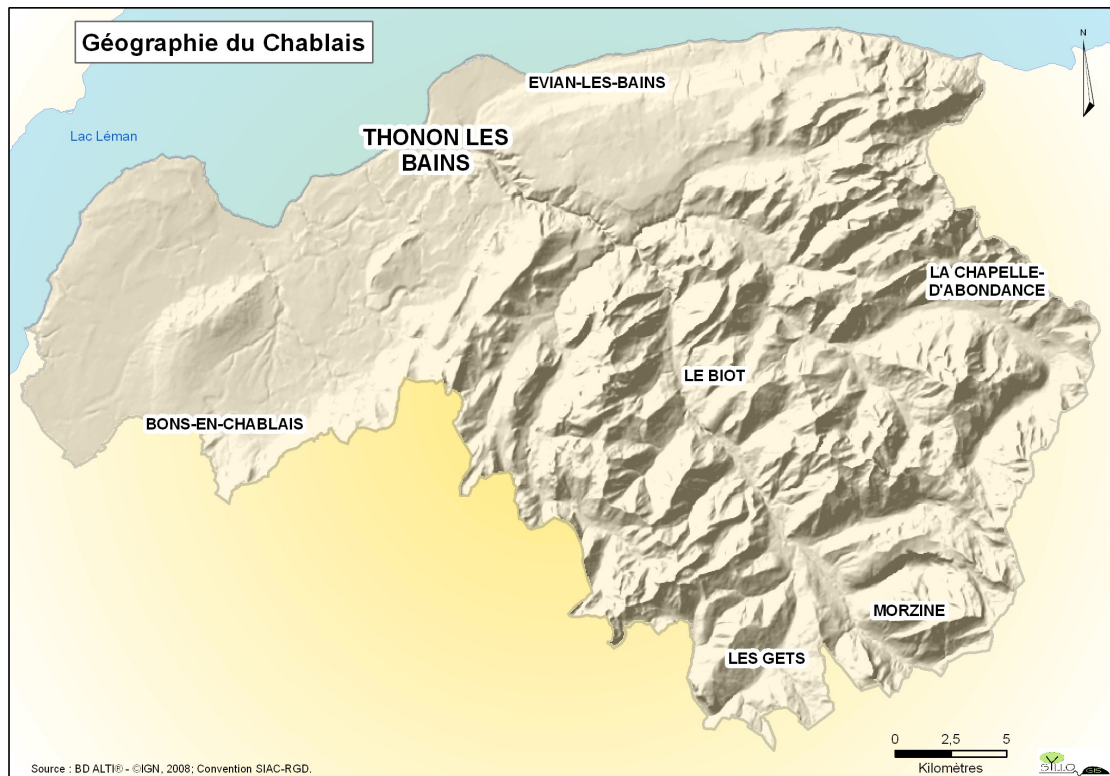 Géographie du Chablais
N
EVIAN-LES-BAINS
Lac Léman
THONON LES
BAINS
LA CHAPELLE-
D'ABONDANCE
LE BIOT
BONS-EN-CHABLAIS
MORZINE
LES GETS
0 2,5 5
Kilomètres
Source : BD ALTI® - ©IGN, 2008; Convention SIAC-RGD.